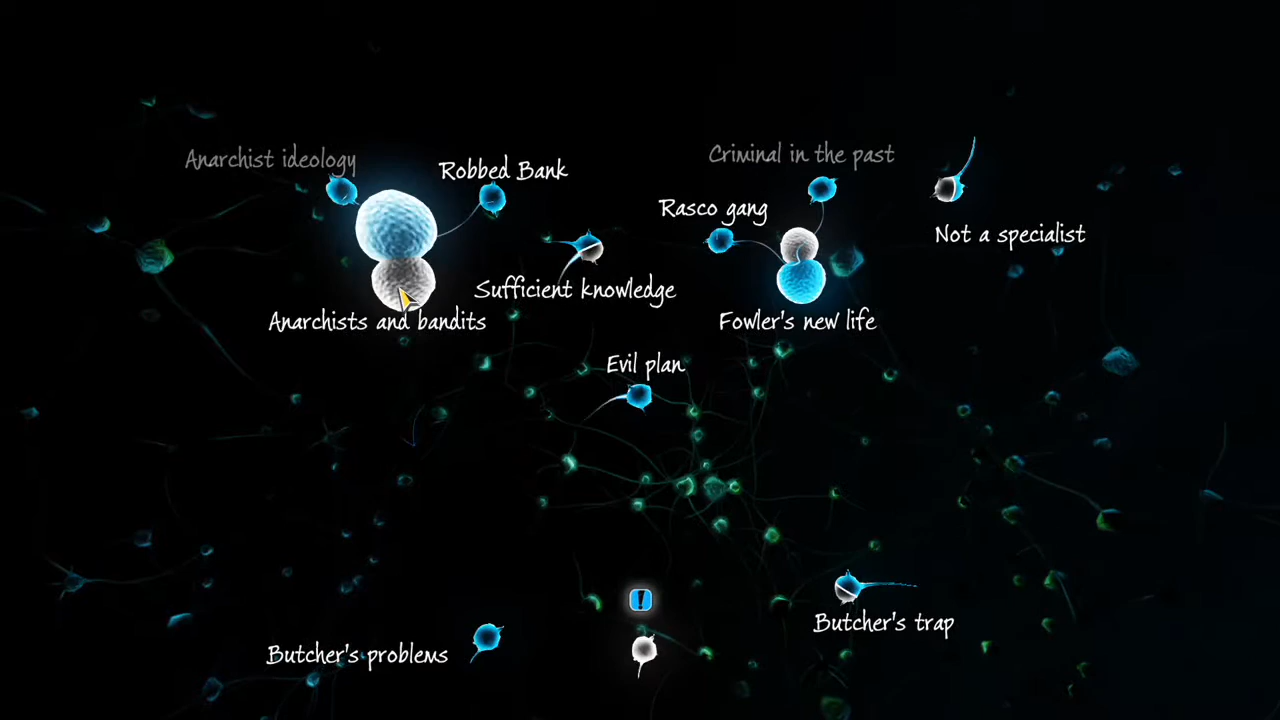 Anarchist ideology
Robbed Bank
Criminal in the past
Rasco gang
Not a specialist
Sufficient knowledge
Anarchists and bandits
Fowler's new life
Evil plan
!
Butcher's trap
Butcher's problems